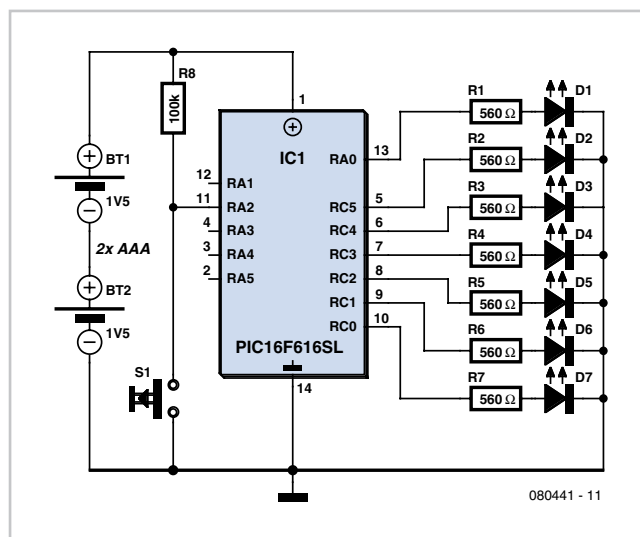 R8
100k
BT1
1V5
2x AAA
BT2
1V5
S1
1
IC1
PIC16F616SL
14
12 RA1
11 RA2
4 RA3
3 RA4
2 RA5
RA0 13
RC5 5
RC4 6
RC3 7
RC2 8
RC1 9
RC0 10
R1 D1
560 Ω
R2 D2
560 Ω
R3 D3
560 Ω
R4 D4
560 Ω
R5 D5
560 Ω
R6 D6
560 Ω
R7 D7
560 Ω
080441 - 11